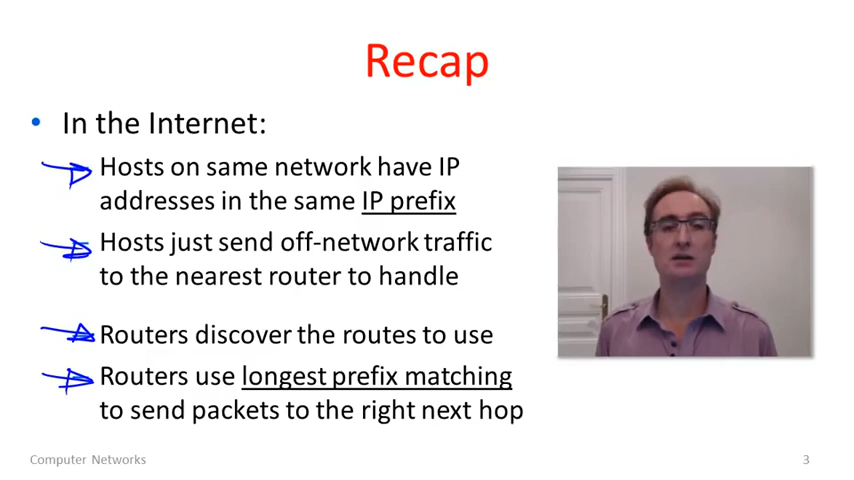 Recap
• In the Internet:
Hosts on same network have IP
addresses in the same IP prefix
Hosts just send off-network traffic
to the nearest router to handle
Routers discover the routes to use
Routers use longest prefix matching
to send packets to the right next hop
Computer Networks
3